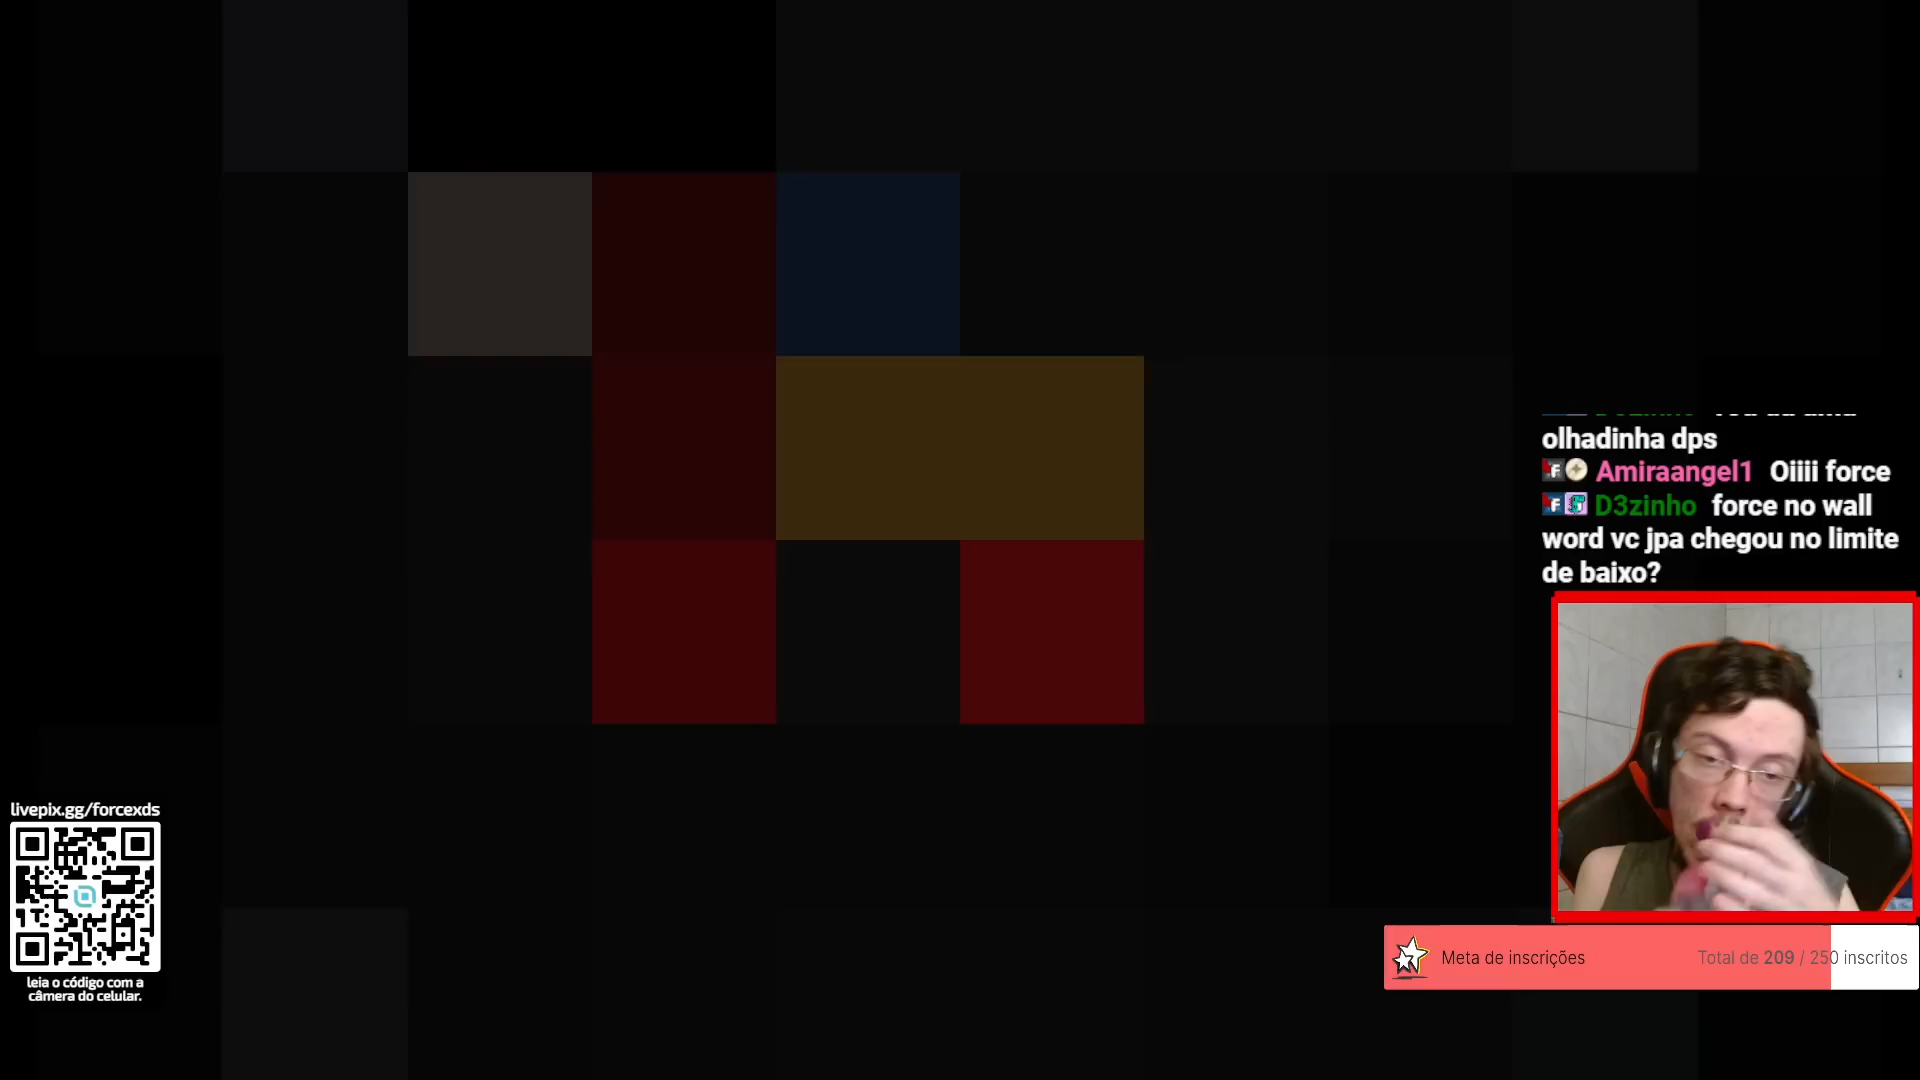 olhadinha dps
Amiraangel1 Oiiii force
D3zinho force no wall
word vc jpa chegou no limite
de baixo?
livepix.gg/forcexds
leia o código com a
câmera do celular.
Meta de inscrições
Total de 209 / 250 inscritos